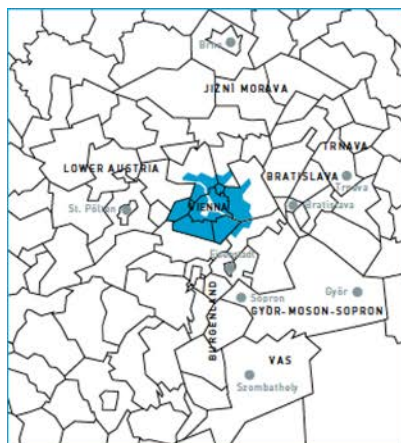 Brno
JIZNÍ MORAVA
TRNAVA
LOWER AUSTRIA
BRATISLAVA
Trnava
VIENNA
St. Pölten
Bratislava
Eisenstadt
BURGENLAND
Sopron
Győr
GYÖR-MOSON-SOPRON
VAS
Szombathely